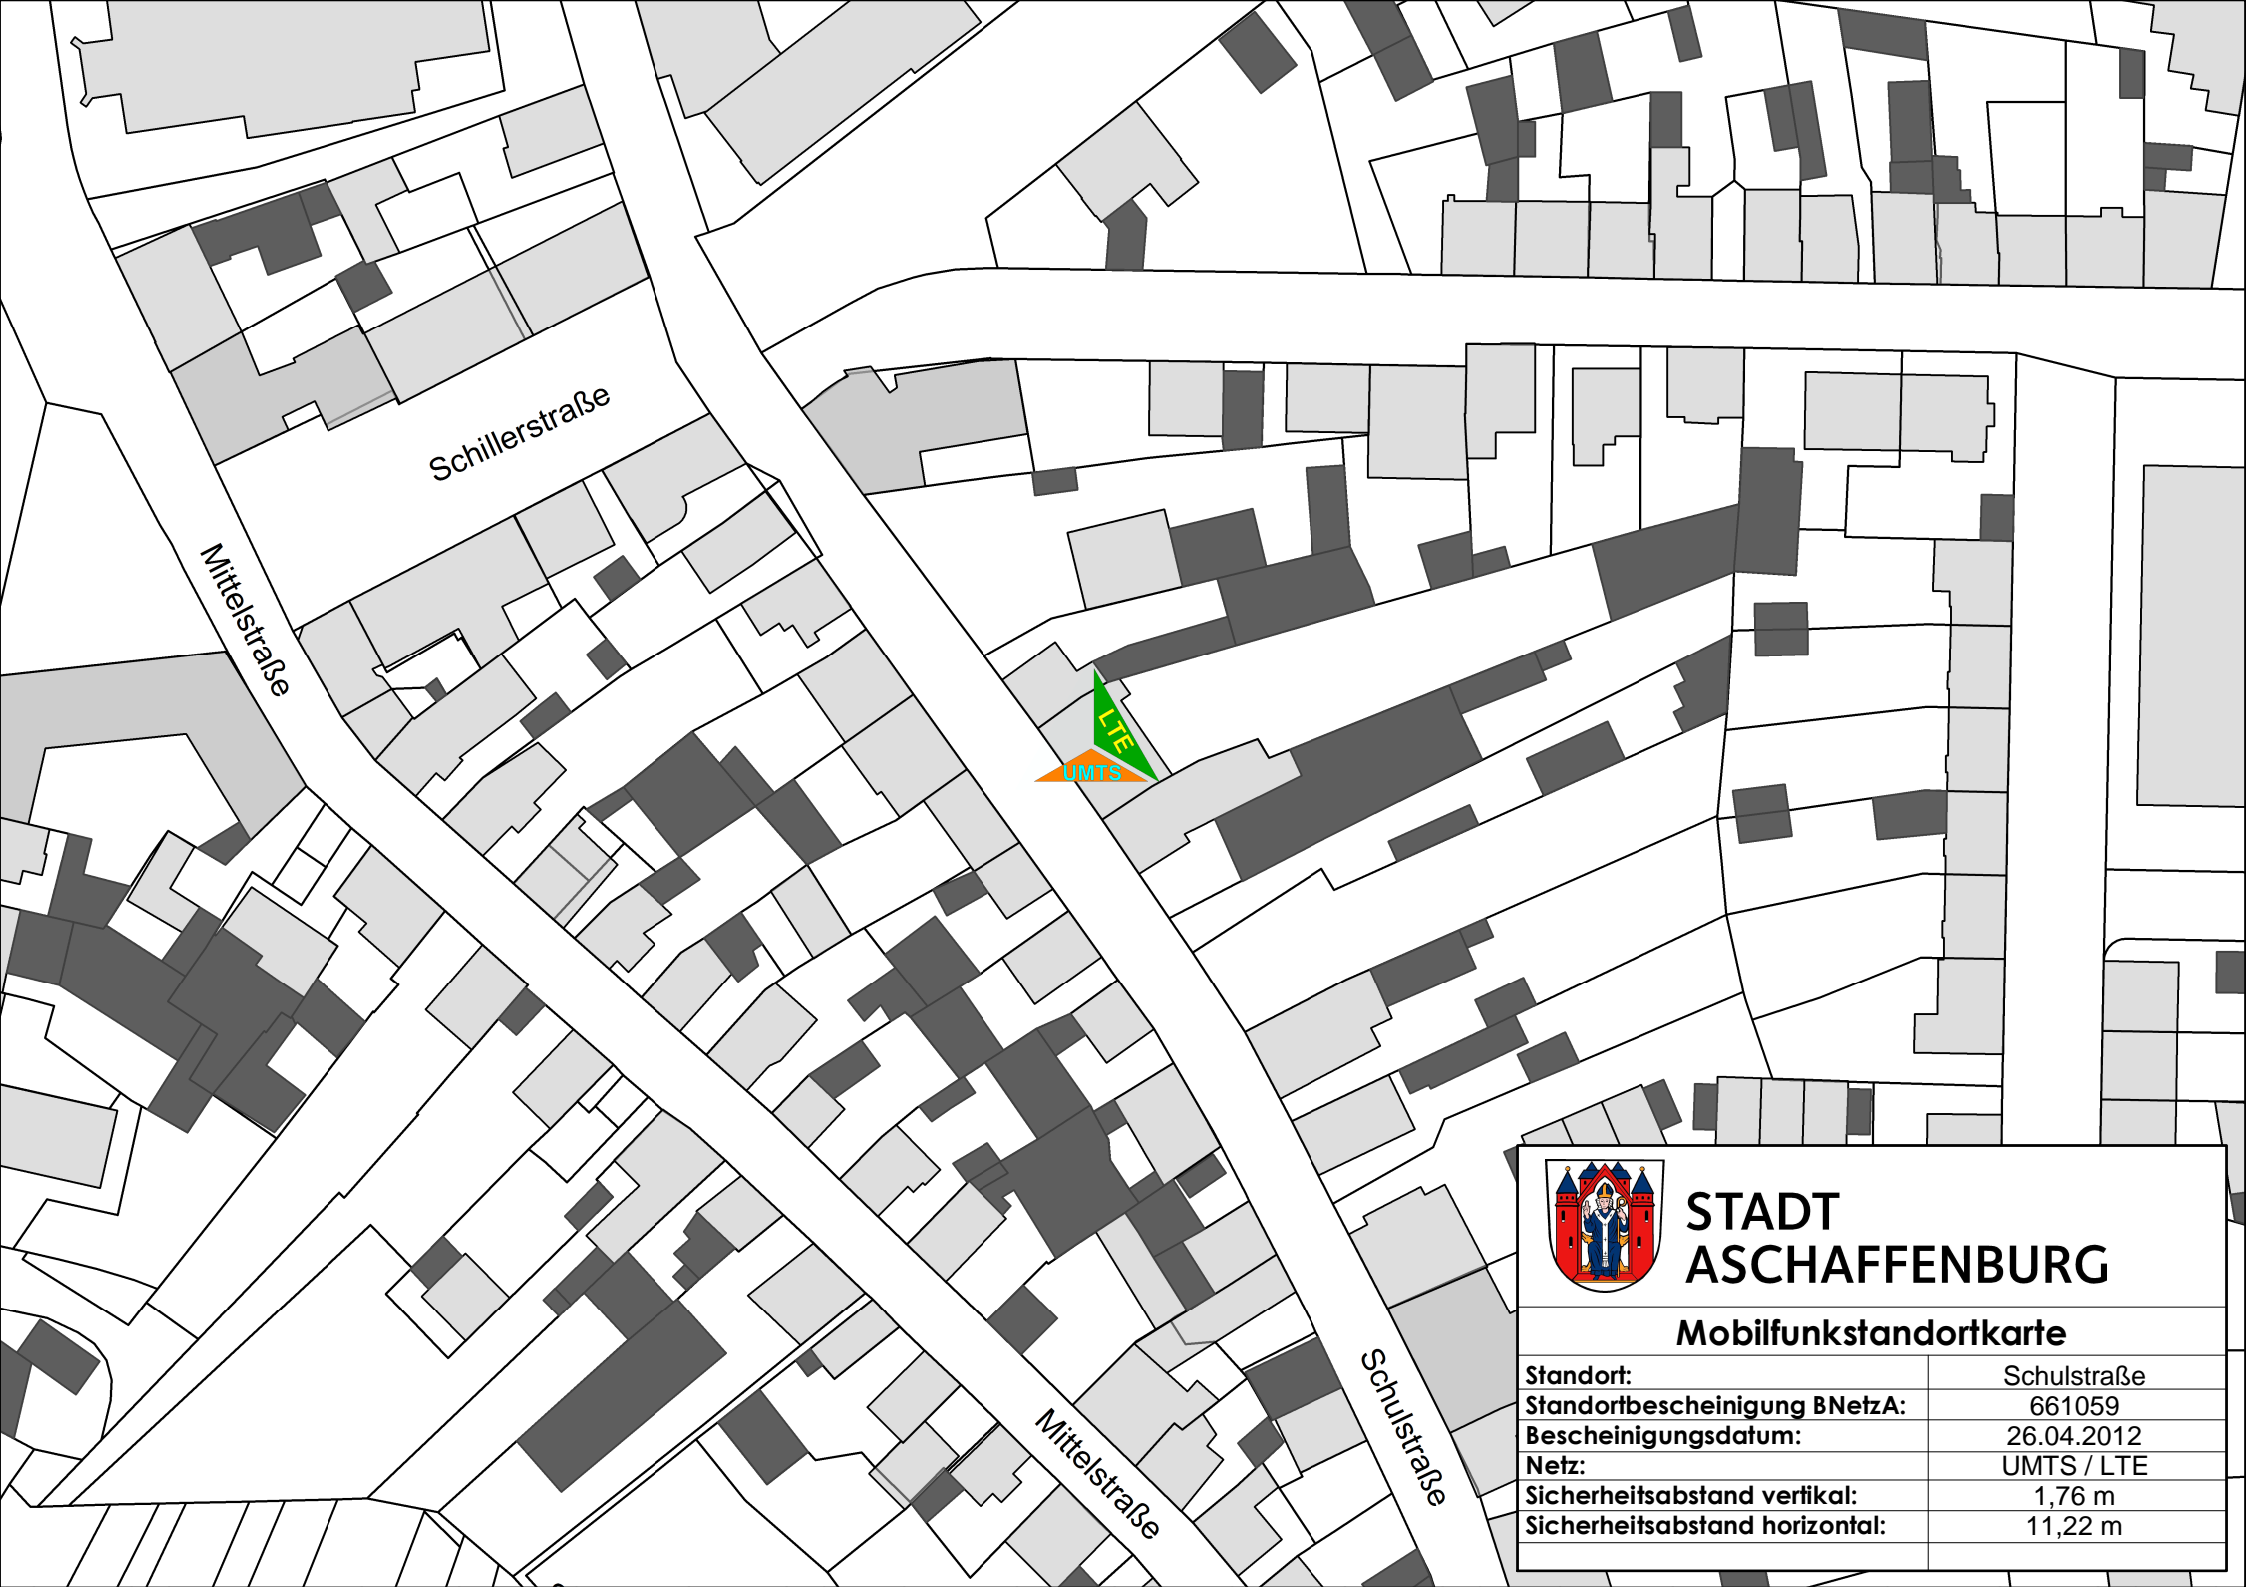 Schillerstraße
Mittelstraße
LTE
UMTS
Schulstraße
Mittelstraße
STADT
ASCHAFFENBURG
Mobilfunkstandortkarte
Standort: Schulstraße
Standortbescheinigung BNetzA: 661059
Bescheinigungsdatum: 26.04.2012
Netz: UMTS / LTE
Sicherheitsabstand vertikal: 1,76 m
Sicherheitsabstand horizontal: 11,22 m